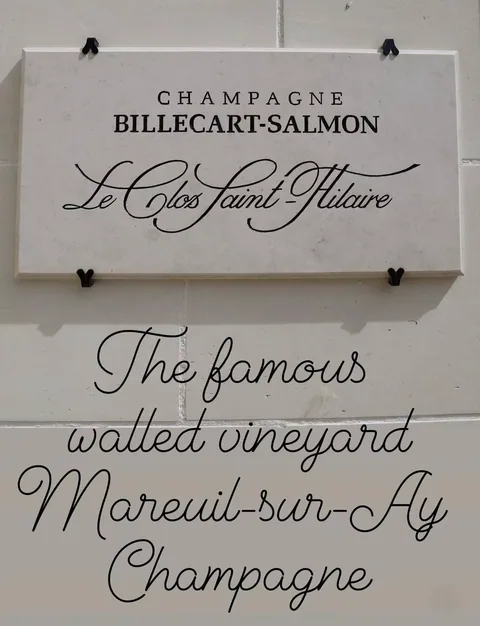 CHAMPAGNE
BILLECART-SALMON
Le Clos Saint-Hilaire
The famous
walled vineyard
Mareuil-sur-Ay
Champagne